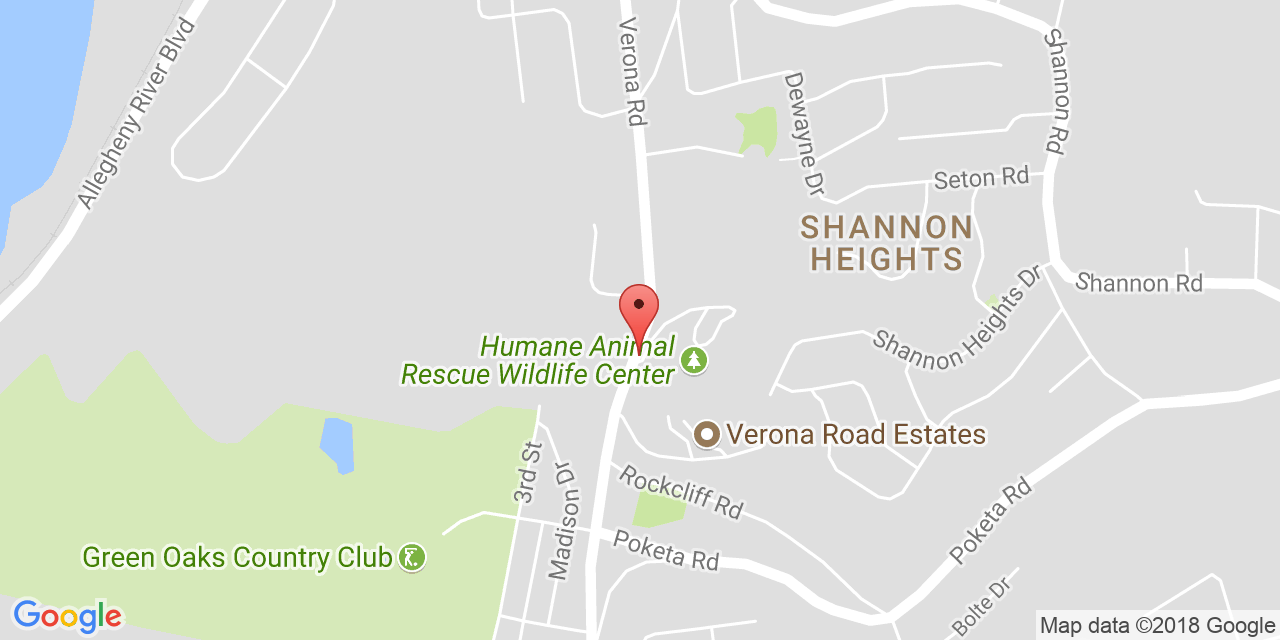 Allegheny River Blvd
Verona Rd
Shannon Rd
Dewayne Dr
Seton Rd
SHANNON
HEIGHTS
Shannon Rd
Shannon Heights Dr
Humane Animal
Rescue Wildlife Center
Verona Road Estates
3rd St
Madison Dr
Rockcliff Rd
Poketa Rd
Poketa Rd
Green Oaks Country Club
Bolte Dr
Google
Map data ©2018 Google